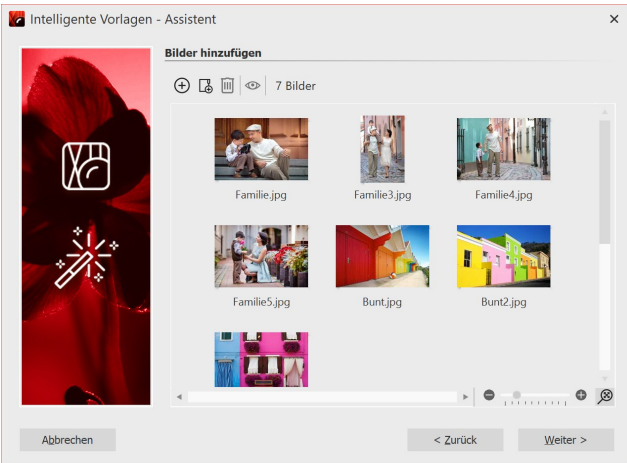 Intelligente Vorlagen - Assistent
Bilder hinzufügen
7 Bilder
Familie.jpg Familie3.jpg Familie4.jpg
Familie5.jpg Bunt.jpg Bunt2.jpg
Abbrechen < Zurück Weiter >